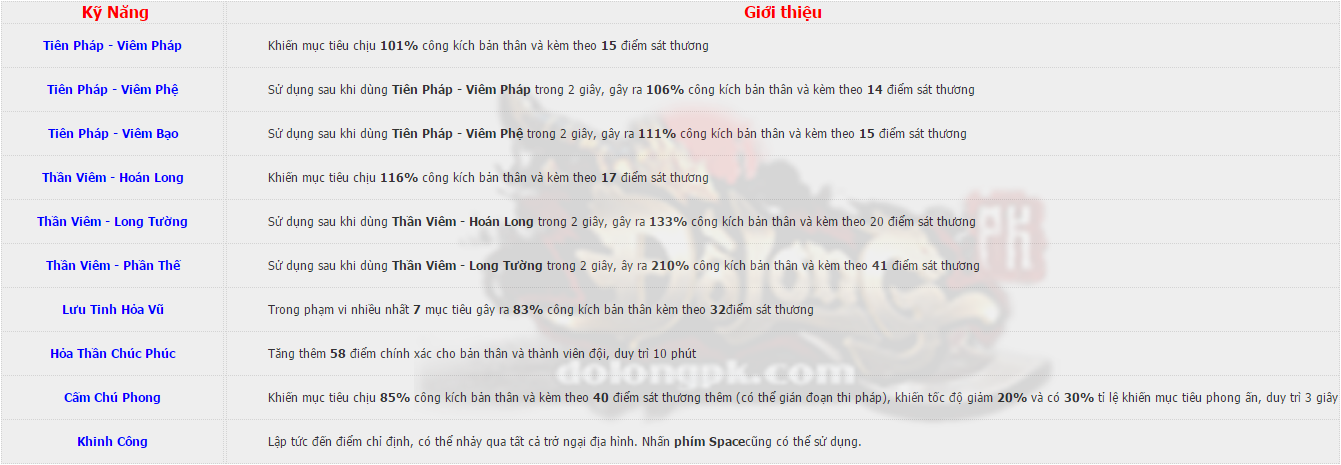 Kỹ Năng Giới thiệu
Tiên Pháp - Viêm Pháp Khiến mục tiêu chịu 101% công kích bản thân và kèm theo 15 điểm sát thương
Tiên Pháp - Viêm Phệ Sử dụng sau khi dùng Tiên Pháp - Viêm Pháp trong 2 giây, gây ra 106% công kích bản thân và kèm theo 14 điểm sát thương
Tiên Pháp - Viêm Bạo Sử dụng sau khi dùng Tiên Pháp - Viêm Phệ trong 2 giây, gây ra 111% công kích bản thân và kèm theo 15 điểm sát thương
Thần Viêm - Hoán Long Khiến mục tiêu chịu 116% công kích bản thân và kèm theo 17 điểm sát thương
Thần Viêm - Long Tường Sử dụng sau khi dùng Thần Viêm - Hoán Long trong 2 giây, gây ra 133% công kích bản thân và kèm theo 20 điểm sát thương
Thần Viêm - Phần Thế Sử dụng sau khi dùng Thần Viêm - Long Tường trong 2 giây, ây ra 210% công kích bản thân và kèm theo 41 điểm sát thương
Lưu Tinh Hỏa Vũ Trong phạm vi nhiều nhất 7 mục tiêu gây ra 83% công kích bản thân kèm theo 32điểm sát thương
Hỏa Thần Chúc Phúc Tăng thêm 58 điểm chính xác cho bản thân và thành viên đội, duy trì 10 phút
Cấm Chú Phong Khiến mục tiêu chịu 85% công kích bản thân và kèm theo 40 điểm sát thương thêm (có thể gián đoạn thi pháp), khiến tốc độ giảm 20% và có 30% tỉ lệ khiến mục tiêu phong ấn, duy trì 3 giây
Khinh Công Lập tức đến điểm chỉ định, có thể nhảy qua tất cả trở ngại địa hình. Nhấn phím Spacecũng có thể sử dụng.
Đồ Long
PK
dolongpk.com